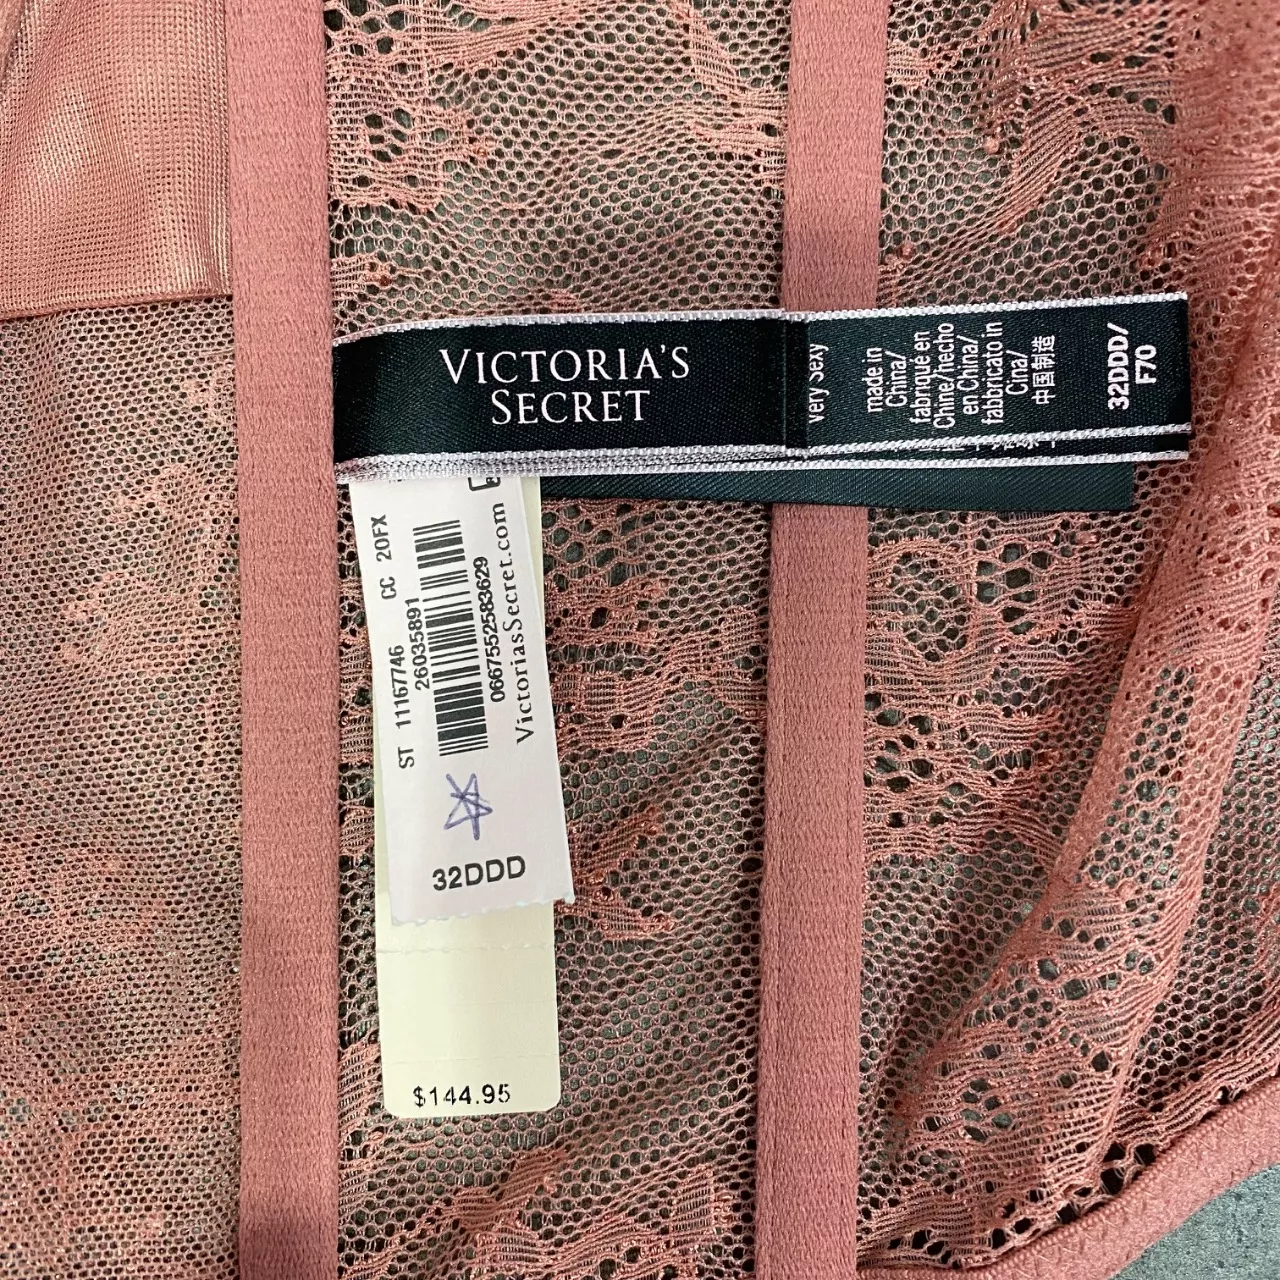 VICTORIA'S
SECRET
very sexy
made in
China/
fabriqué en
Chine/hecho
en China/
fabbricato in
Cina/
中国制造
32DDD/
F70
ST 11167746 CC 20FX
26035891
0667552583629
VictoriasSecret.com
32DDD
$144.95